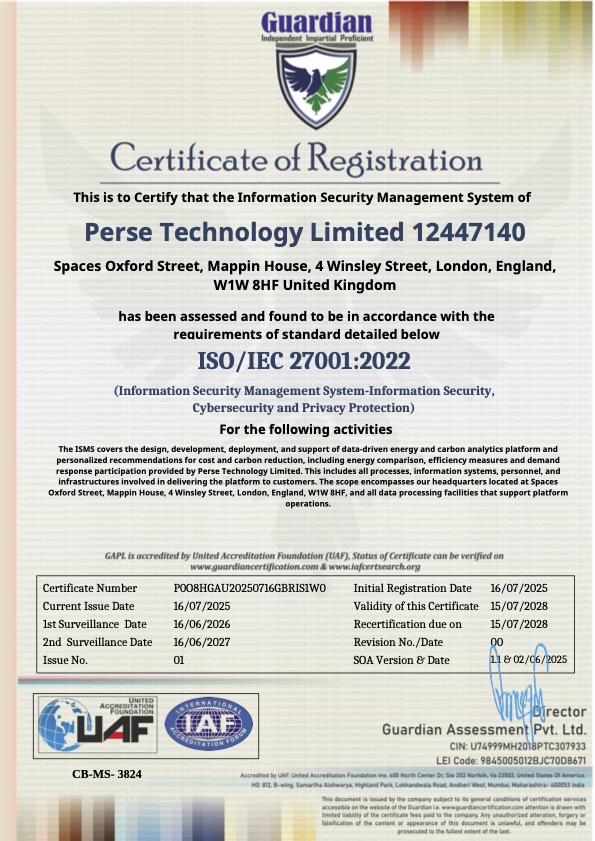 Guardian
Independent Impartial Proficient
Certificate of Registration
This is to Certify that the Information Security Management System of
Perse Technology Limited 12447140
Spaces Oxford Street, Mappin House, 4 Winsley Street, London, England,
W1W 8HF United Kingdom
has been assessed and found to be in accordance with the
requirements of standard detailed below
ISO/IEC 27001:2022
(Information Security Management System-Information Security,
Cybersecurity and Privacy Protection)
For the following activities
The ISMS covers the design, development, deployment, and support of data-driven energy and carbon analytics platform and
personalized recommendations for cost and carbon reduction, including energy comparison, efficiency measures and demand
response participation provided by Perse Technology Limited. This includes all processes, information systems, personnel, and
infrastructures involved in delivering the platform to customers. The scope encompasses our headquarters located at Spaces
Oxford Street, Mappin House, 4 Winsley Street, London, England, W1W 8HF, and all data processing facilities that support platform
operations.
GAPL is accredited by United Accreditation Foundation (UAF), Status of Certificate can be verified on
www.guardiancertification.com & www.iafcertsearch.org
Certificate Number P0O8HGAU20250716GBRIS1W0 Initial Registration Date 16/07/2025
Current Issue Date 16/07/2025 Validity of this Certificate 15/07/2028
1st Surveillance Date 16/06/2026 Recertification due on 15/07/2028
2nd Surveillance Date 16/06/2027 Revision No./Date 00
Issue No. 01 SOA Version & Date 1.1 & 02/06/2025
UNITED
ACCREDITATION
FOUNDATION
UAF
INTERNATIONAL
IAF
ACCREDITATION FORUM
CB-MS- 3824
Director
Guardian Assessment Pvt. Ltd.
CIN: U74999MH2018PTC307933
LEI Code: 9845005012BJC70D8671
Accredited by UAF: United Accreditation Foundation Inc, 400 North Center Dr, Ste 202 Norfolk, Va 23502, United States Of America.
HO: 812, B-wing, Samartha Aishwarya, Highland Park, Lokhandwala Road, Andheri West, Mumbai, Maharashtra- 400053 India
This document is issued by the company subject to its general conditions of certification services
accessible on the website of the Guardian i.e. www.guardiancertification.com attention is drawn with
limited liability of the certificate fees paid to the company. Any unauthorized alteration, forgery or
falsification of the content or appearance of this document is unlawful, and offenders may be
prosecuted to the fullest extent of the last.